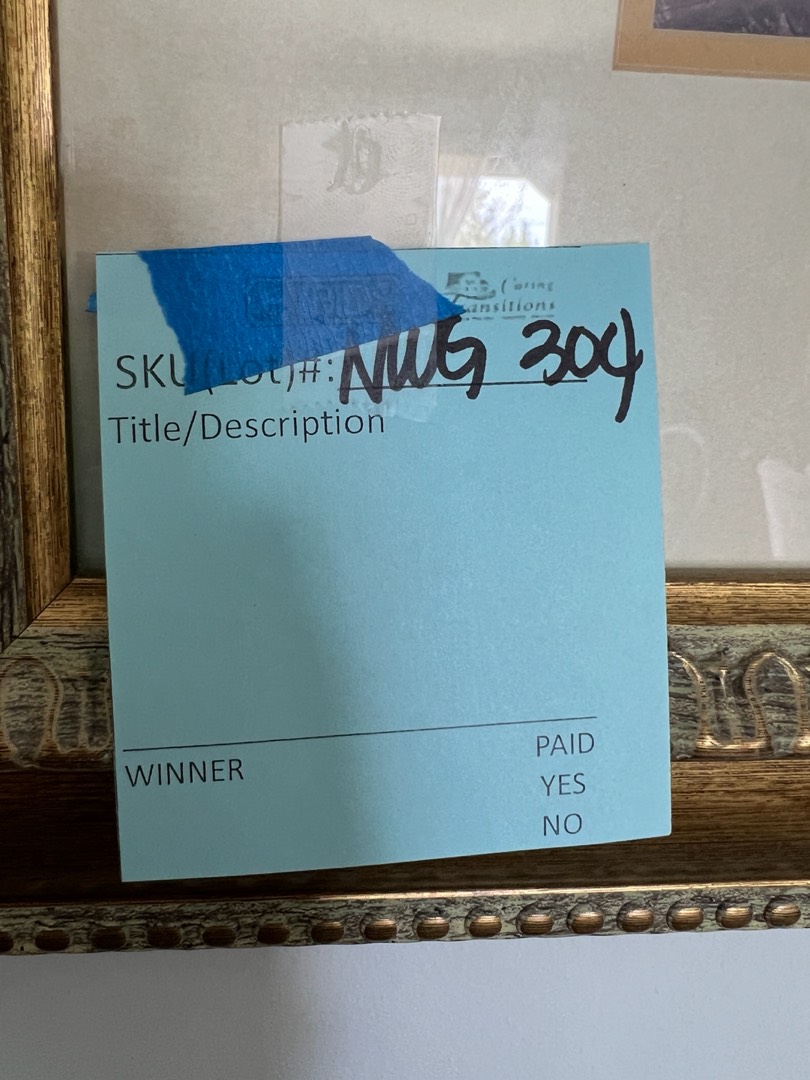 Caring
Transitions
SKU(Lot)#: NWG 304
Title/Description
WINNER
PAID
YES
NO